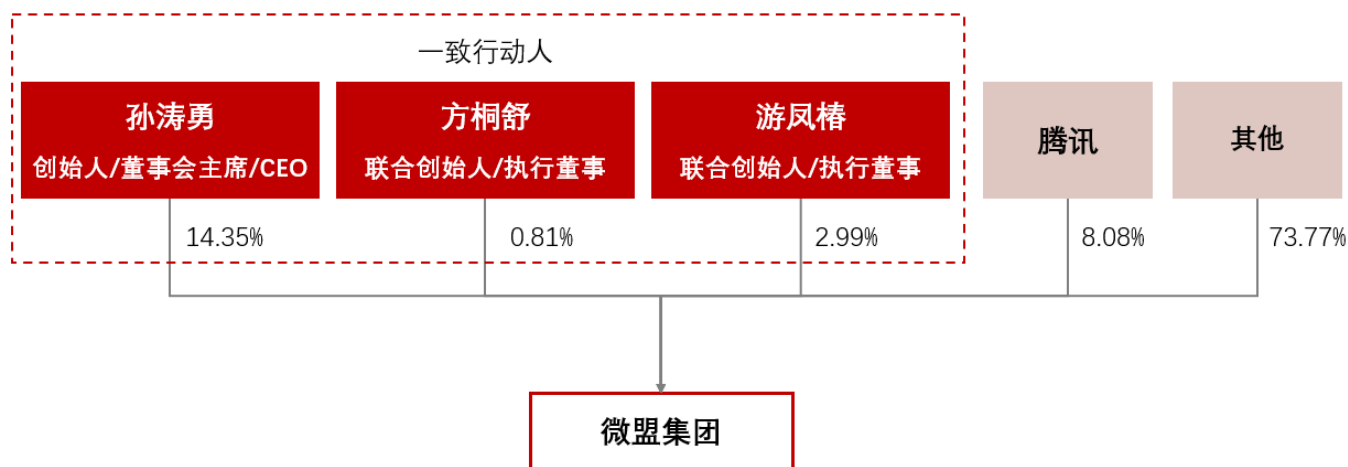 一致行动人
孙涛勇
创始人/董事会主席/CEO
方桐舒
联合创始人/执行董事
游凤椿
联合创始人/执行董事
腾讯
其他
14.35%
0.81%
2.99%
8.08%
73.77%
微盟集团